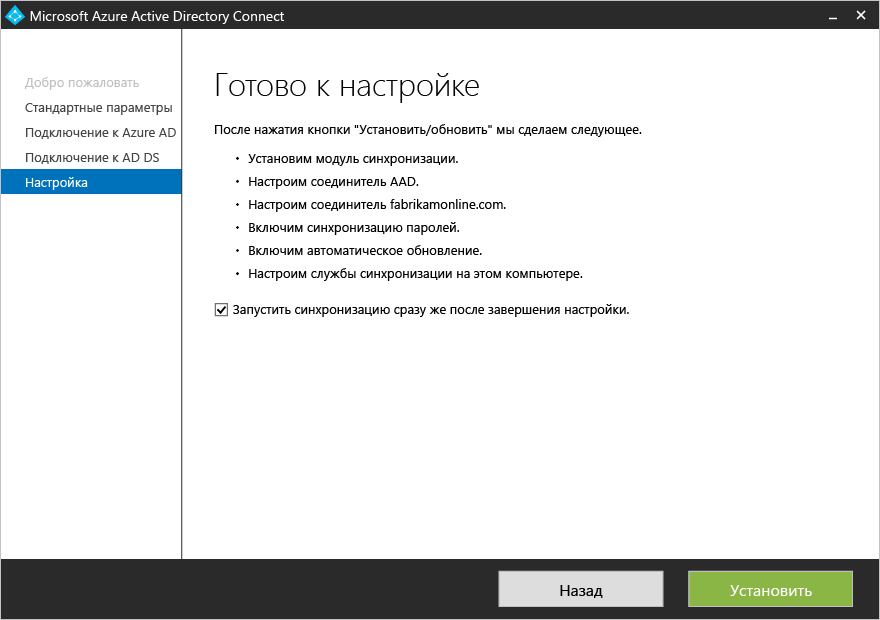 Microsoft Azure Active Directory Connect
Добро пожаловать
Стандартные параметры
Подключение к Azure AD
Подключение к AD DS
Настройка
Готово к настройке
После нажатия кнопки "Установить/обновить" мы сделаем следующее.
• Установим модуль синхронизации.
• Настроим соединитель AAD.
• Настроим соединитель fabrikamonline.com.
• Включим синхронизацию паролей.
• Включим автоматическое обновление.
• Настроим службы синхронизации на этом компьютере.
Запустить синхронизацию сразу же после завершения настройки.
Назад
Установить